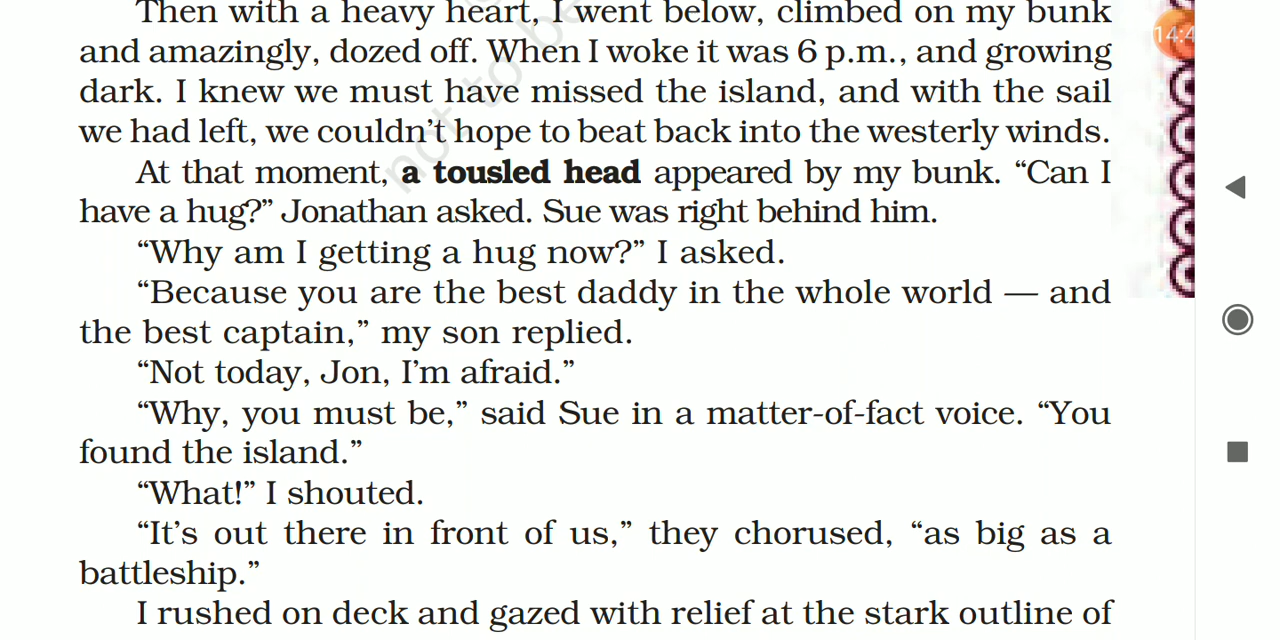 Then with a heavy heart, I went below, climbed on my bunk
and amazingly, dozed off. When I woke it was 6 p.m., and growing
dark. I knew we must have missed the island, and with the sail
we had left, we couldn’t hope to beat back into the westerly winds.
At that moment, a tousled head appeared by my bunk. “Can I
have a hug?” Jonathan asked. Sue was right behind him.
“Why am I getting a hug now?” I asked.
“Because you are the best daddy in the whole world — and
the best captain,” my son replied.
“Not today, Jon, I’m afraid.”
“Why, you must be,” said Sue in a matter-of-fact voice. “You
found the island.”
“What!” I shouted.
“It’s out there in front of us,” they chorused, “as big as a
battleship.”
I rushed on deck and gazed with relief at the stark outline of
not to be